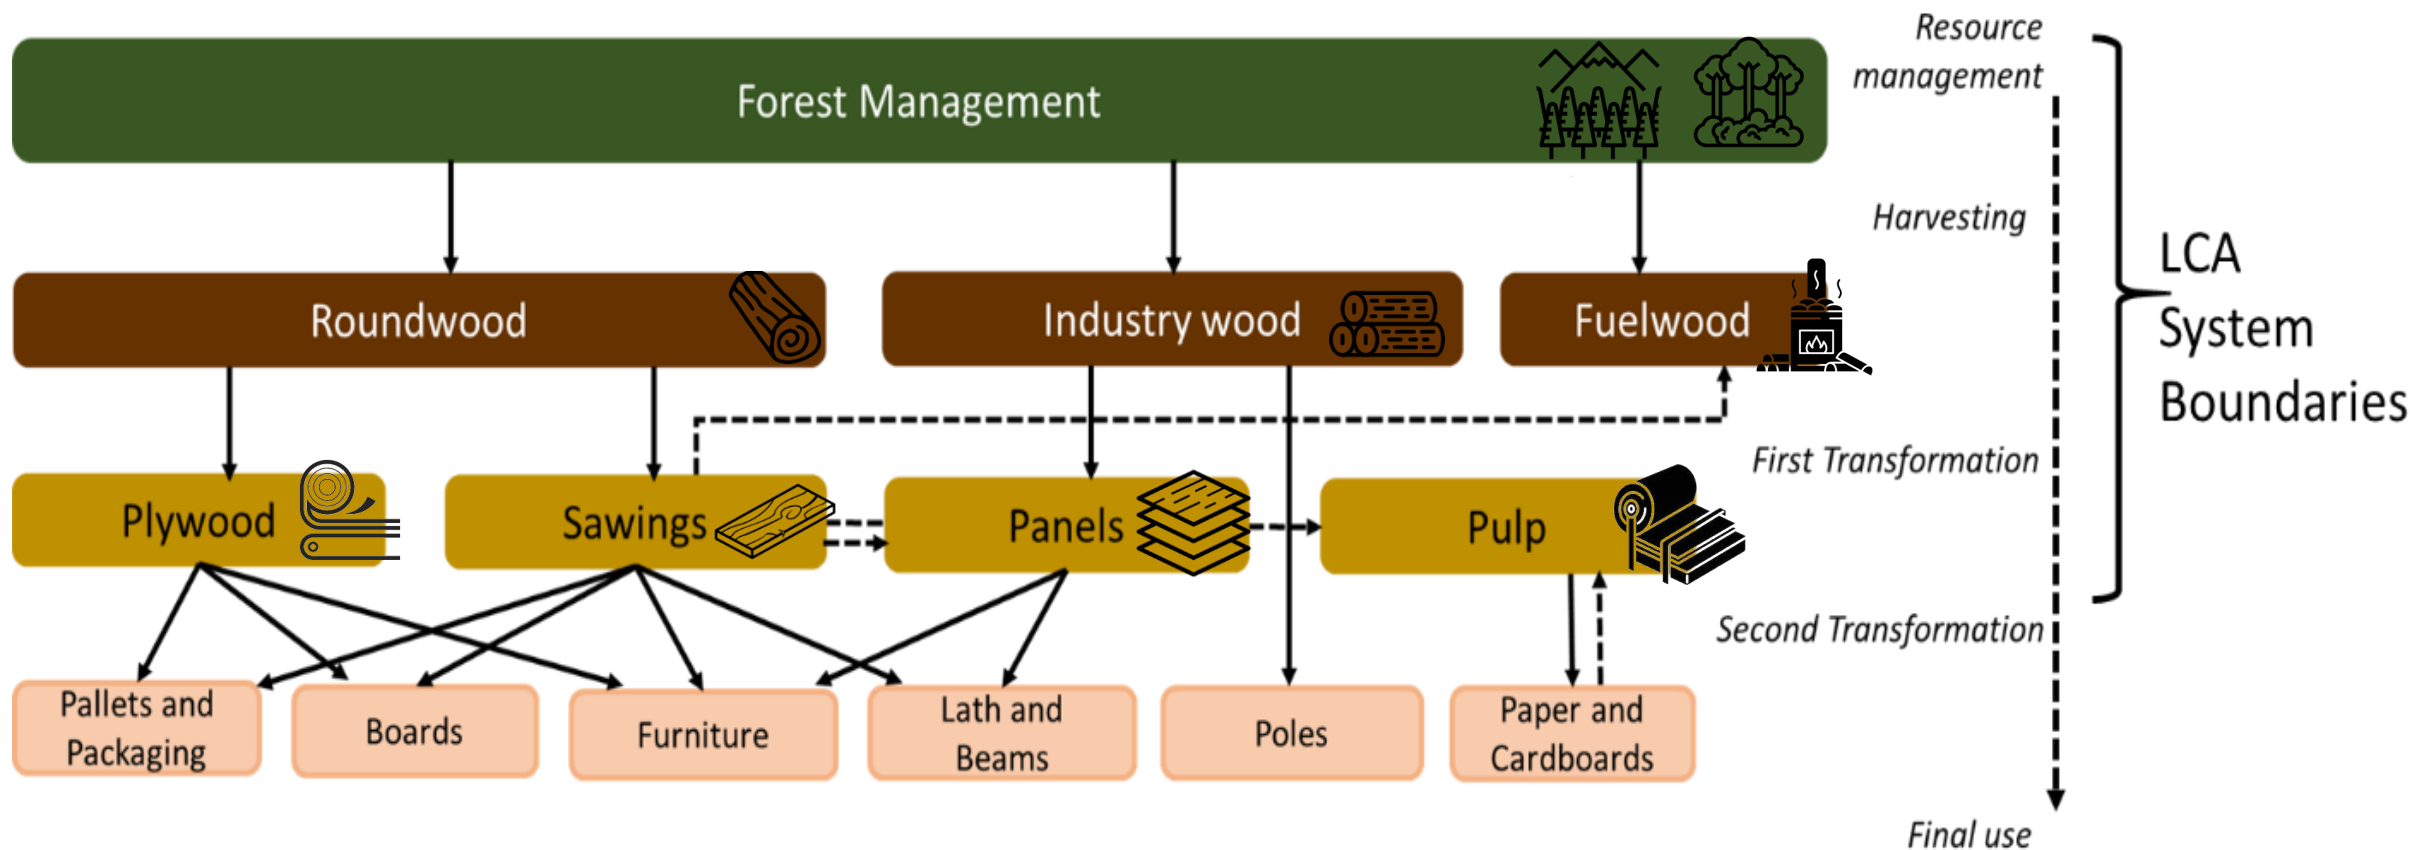 Resource
management
Forest Management
Harvesting
LCA
System
Boundaries
Roundwood
Industry wood
Fuelwood
First Transformation
Plywood
Sawings
Panels
Pulp
Second Transformation
Pallets and
Packaging
Boards
Furniture
Lath and
Beams
Poles
Paper and
Cardboards
Final use